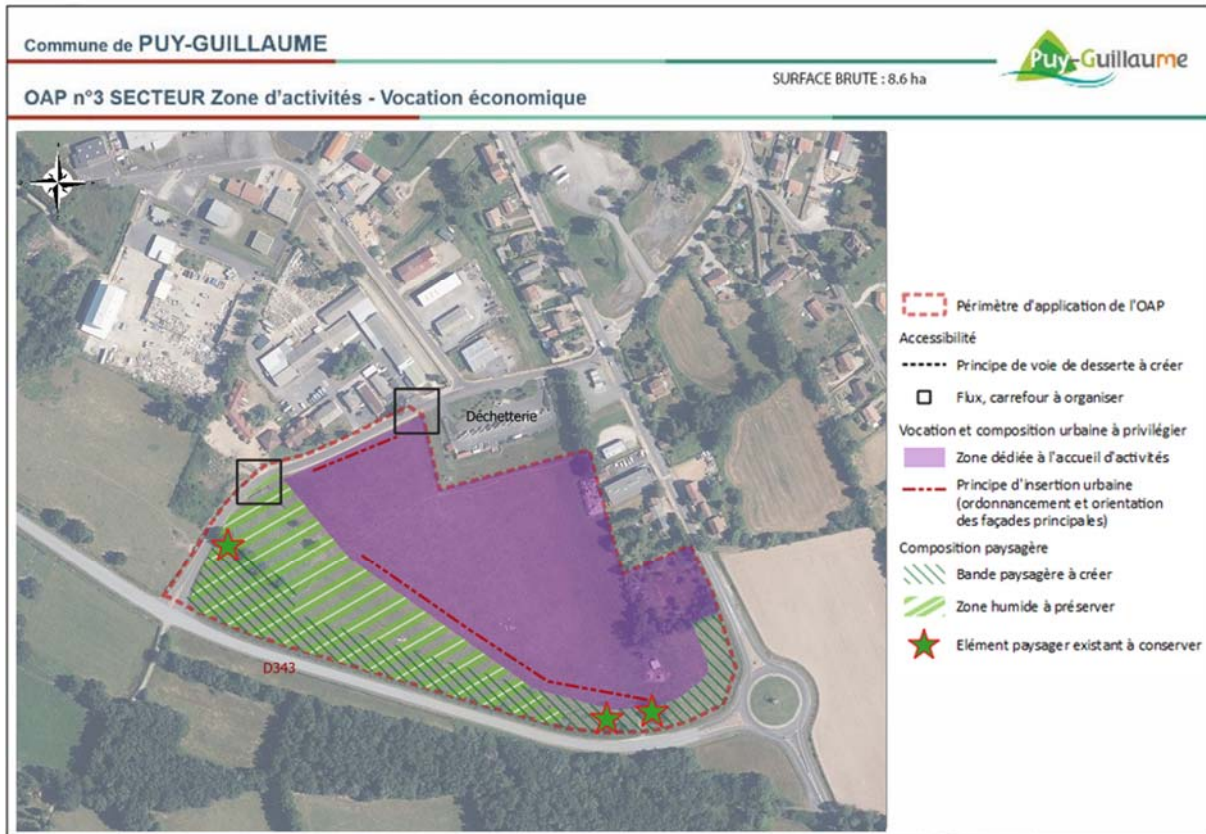 Commune de PUY-GUILLAUME
SURFACE BRUTE : 8.6 ha
Puy-Guillaume
OAP n°3 SECTEUR Zone d'activités - Vocation économique
Déchetterie
D343
Périmètre d'application de l'OAP
Accessibilité
Principe de voie de desserte à créer
Flux, carrefour à organiser
Vocation et composition urbaine à privilégier
Zone dédiée à l'accueil d'activités
Principe d'insertion urbaine
(ordonnancement et orientation
des façades principales)
Composition paysagère
Bande paysagère à créer
Zone humide à préserver
Elément paysager existant à conserver